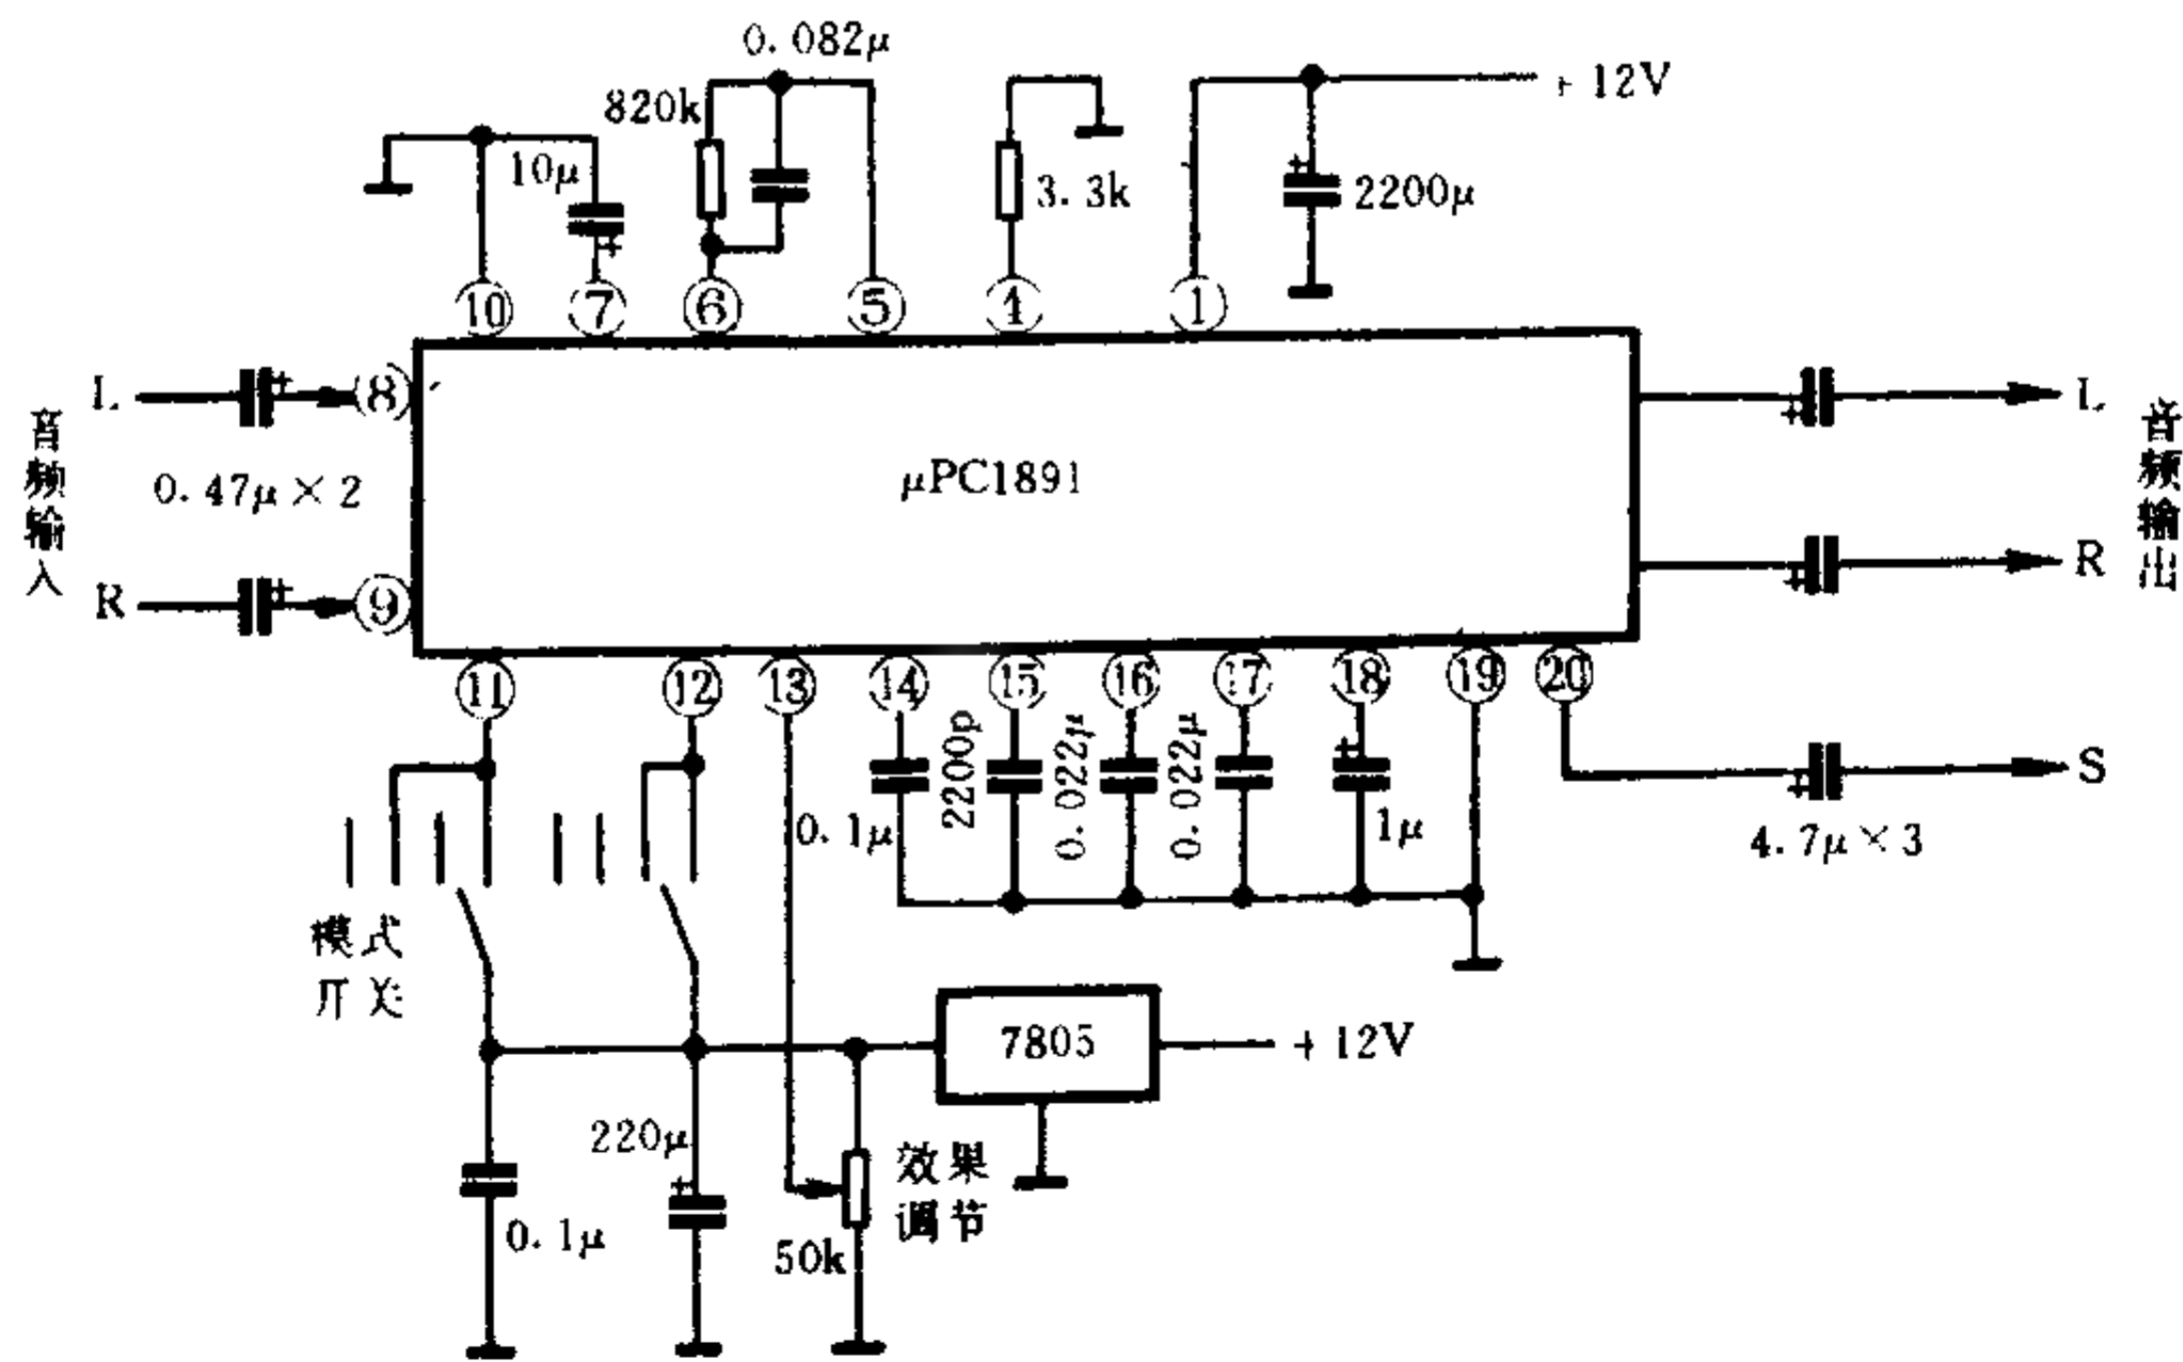 0.082μ
820k
+12V
10μ
3.3k
2200μ
10
7
6
5
4
1
L
8
L
音频输入
0.47μ×2
μPC1891
音频输出
R
9
R
11
12
13
14
15
16
17
18
19
20
2200p
0.022μ
0.022μ
S
0.1μ
1μ
4.7μ×3
模式
开关
7805
+12V
220μ
效果
调节
0.1μ
50k